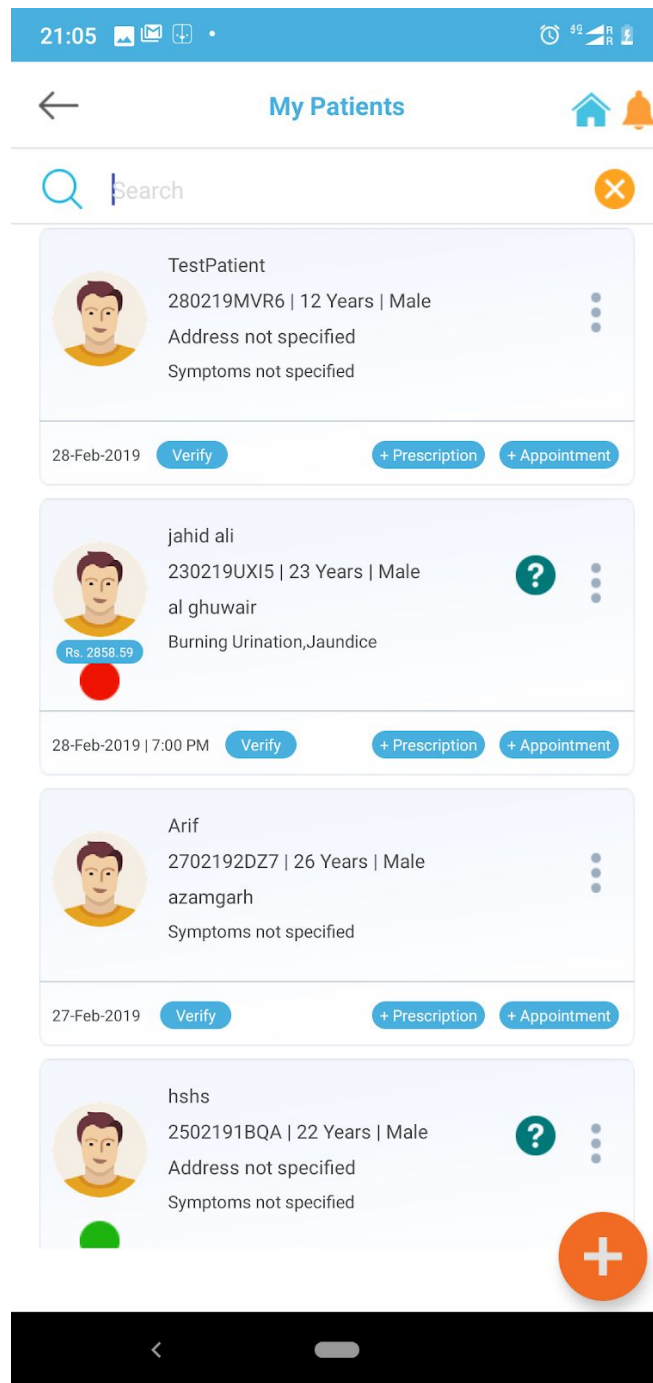 21:05
4G R
R
My Patients
Search
TestPatient
280219MVR6 | 12 Years | Male
Address not specified
Symptoms not specified
28-Feb-2019 Verify + Prescription + Appointment
jahid ali
230219UXI5 | 23 Years | Male ?
al ghuwair
Burning Urination,Jaundice
Rs. 2858.59
28-Feb-2019 | 7:00 PM Verify + Prescription + Appointment
Arif
2702192DZ7 | 26 Years | Male
azamgarh
Symptoms not specified
27-Feb-2019 Verify + Prescription + Appointment
hshs
2502191BQA | 22 Years | Male ?
Address not specified
Symptoms not specified